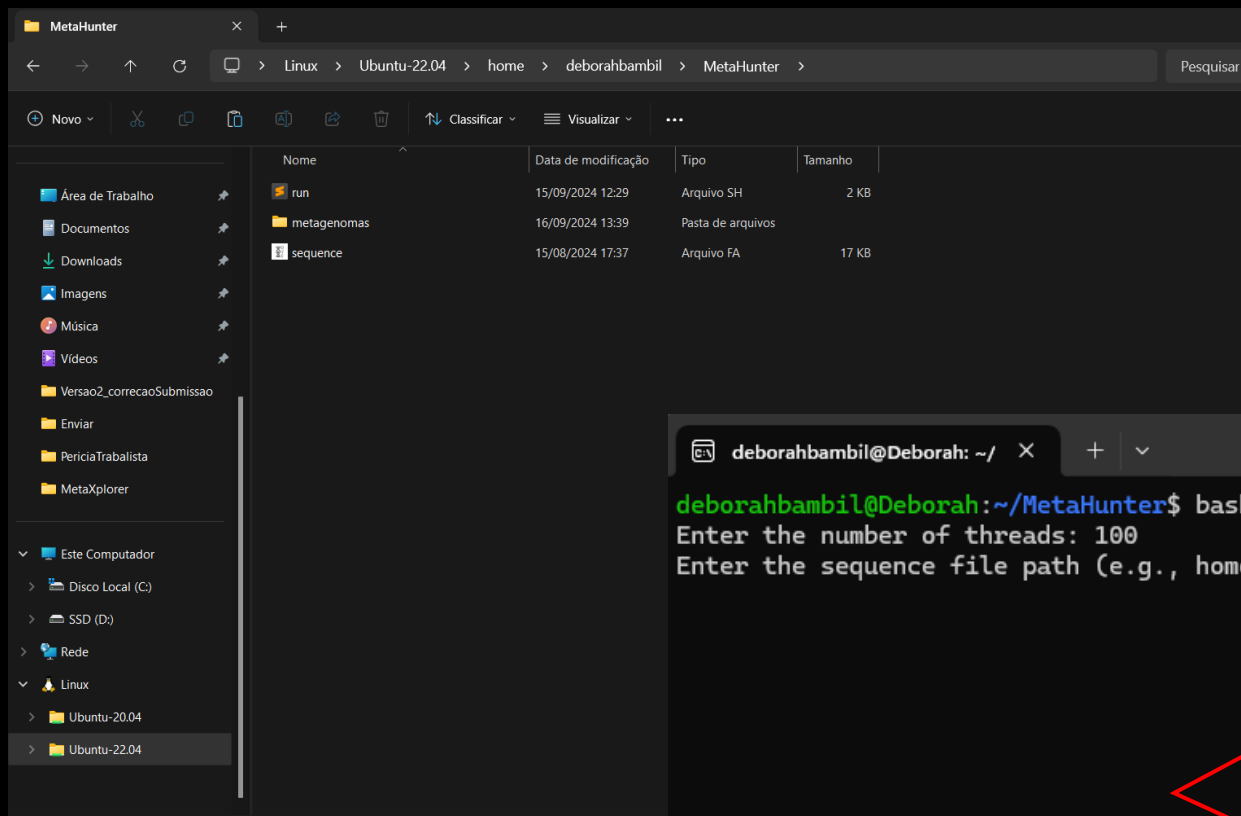 MetaHunter
Linux > Ubuntu-22.04 > home > deborahbambil > MetaHunter >
Pesquisar
Novo
Classificar
Visualizar
Nome Data de modificação Tipo Tamanho
run 15/09/2024 12:29 Arquivo SH 2 KB
metagenomas 16/09/2024 13:39 Pasta de arquivos
sequence 15/08/2024 17:37 Arquivo FA 17 KB
Área de Trabalho
Documentos
Downloads
Imagens
Música
Vídeos
Versao2_correcaoSubmissao
Enviar
PericiaTrabalista
MetaXplorer
Este Computador
Disco Local (C:)
SSD (D:)
Rede
Linux
Ubuntu-20.04
Ubuntu-22.04
deborahbambil@Deborah: ~/
deborahbambil@Deborah:~/MetaHunter$
Enter the number of threads: 100
Enter the sequence file path (e.g.,